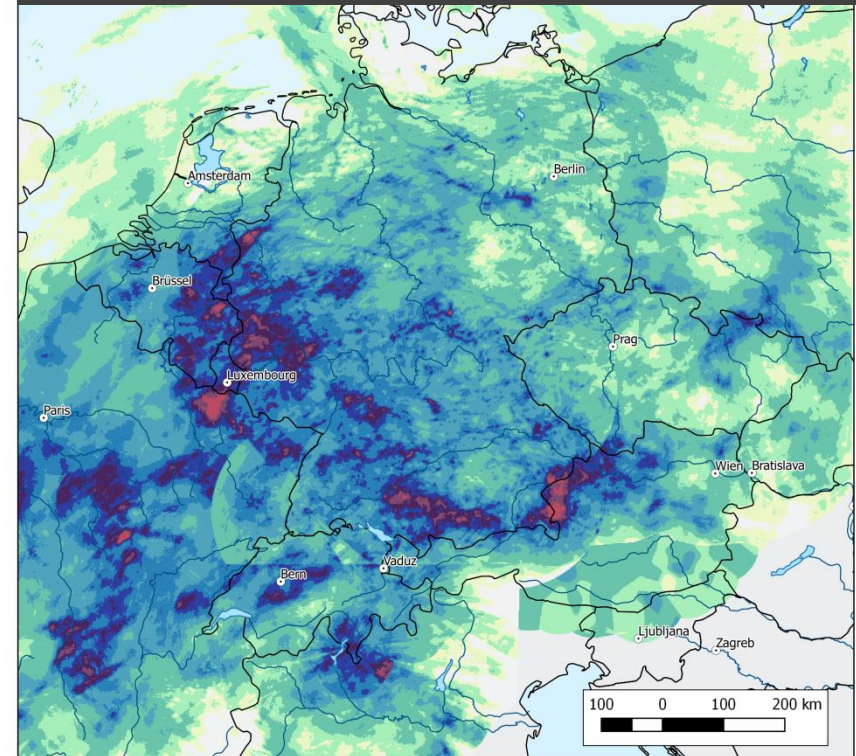 Amsterdam
Berlin
Brüssel
Prag
Luxembourg
Paris
Wien
Bratislava
Vaduz
Bern
Ljubljana
Zagreb
100 0 100 200 km